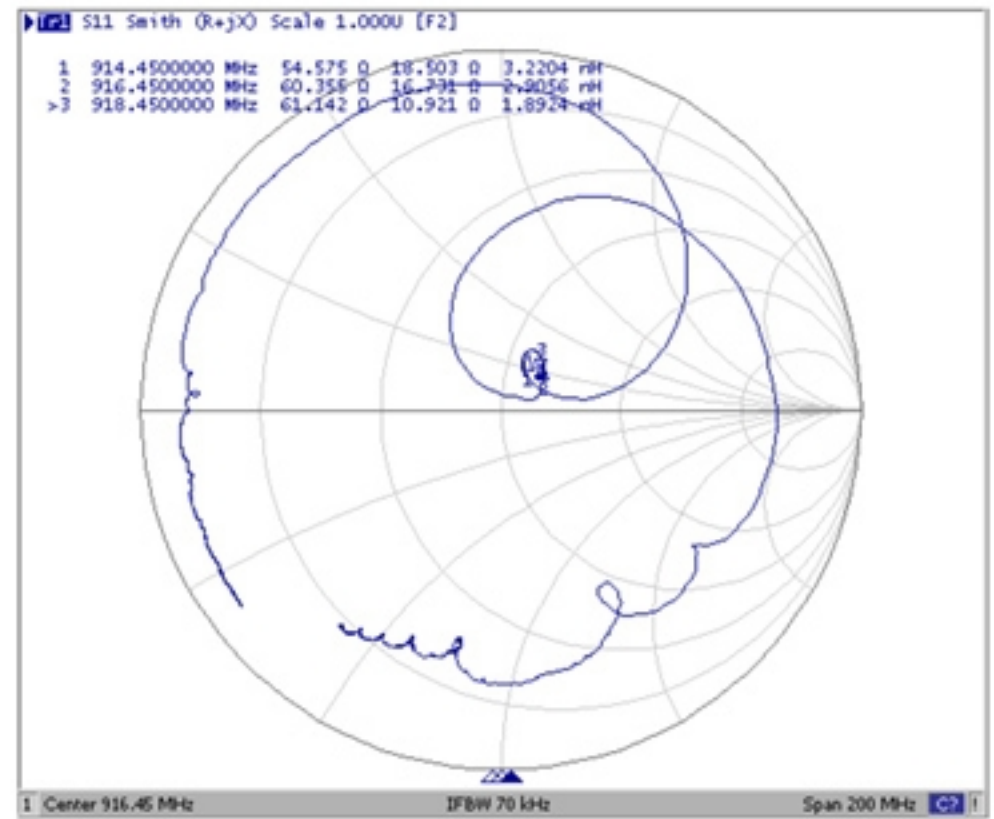 Tr1 S11 Smith (R+jX) Scale 1.000U [F2]
1 914.4500000 MHz 54.575 Ω 18.503 Ω 3.2204 nH
2 916.4500000 MHz 60.355 Ω 16.731 Ω 2.9056 nH
>3 918.4500000 MHz 61.142 Ω 10.921 Ω 1.8924 nH
1 Center 916.45 MHz IFBW 70 kHz Span 200 MHz C? !